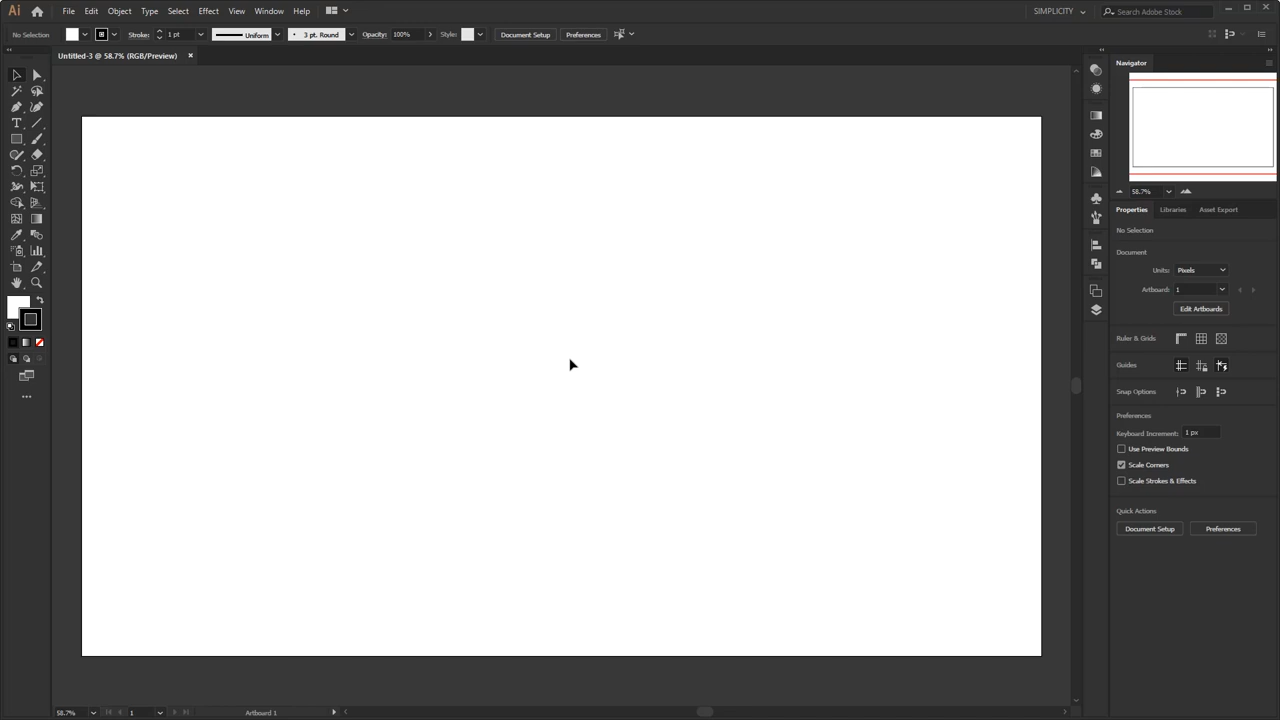 Ai File Edit Object Type Select Effect View Window Help SIMPLICITY Search Adobe Stock
No Selection Stroke: 1 pt Uniform 3 pt. Round Opacity: 100% Style: Document Setup Preferences
Untitled-3 @ 58.7% (RGB/Preview)
Navigator
58.7%
Properties Libraries Asset Export
No Selection
Document
Units: Pixels
Artboard: 1
Edit Artboards
Ruler & Grids
Guides
Snap Options
Preferences
Keyboard Increment: 1 px
Use Preview Bounds
Scale Corners
Scale Strokes & Effects
Quick Actions
Document Setup Preferences
58.7% 1 Artboard 1